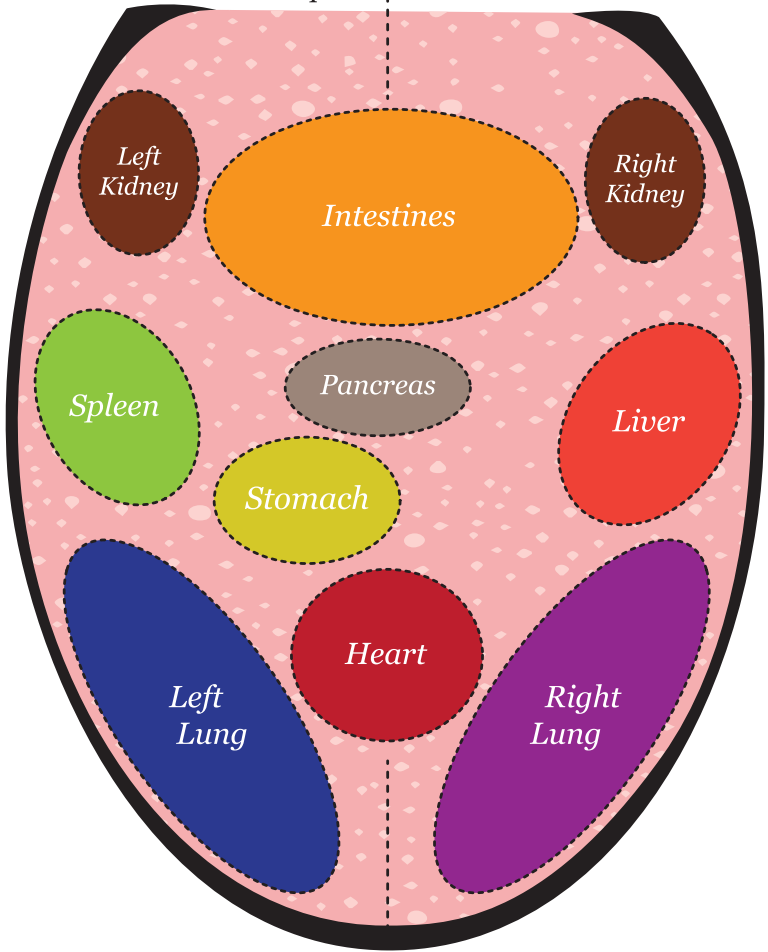 Left
Kidney
Right
Kidney
Intestines
Pancreas
Spleen
Liver
Stomach
Heart
Left
Lung
Right
Lung